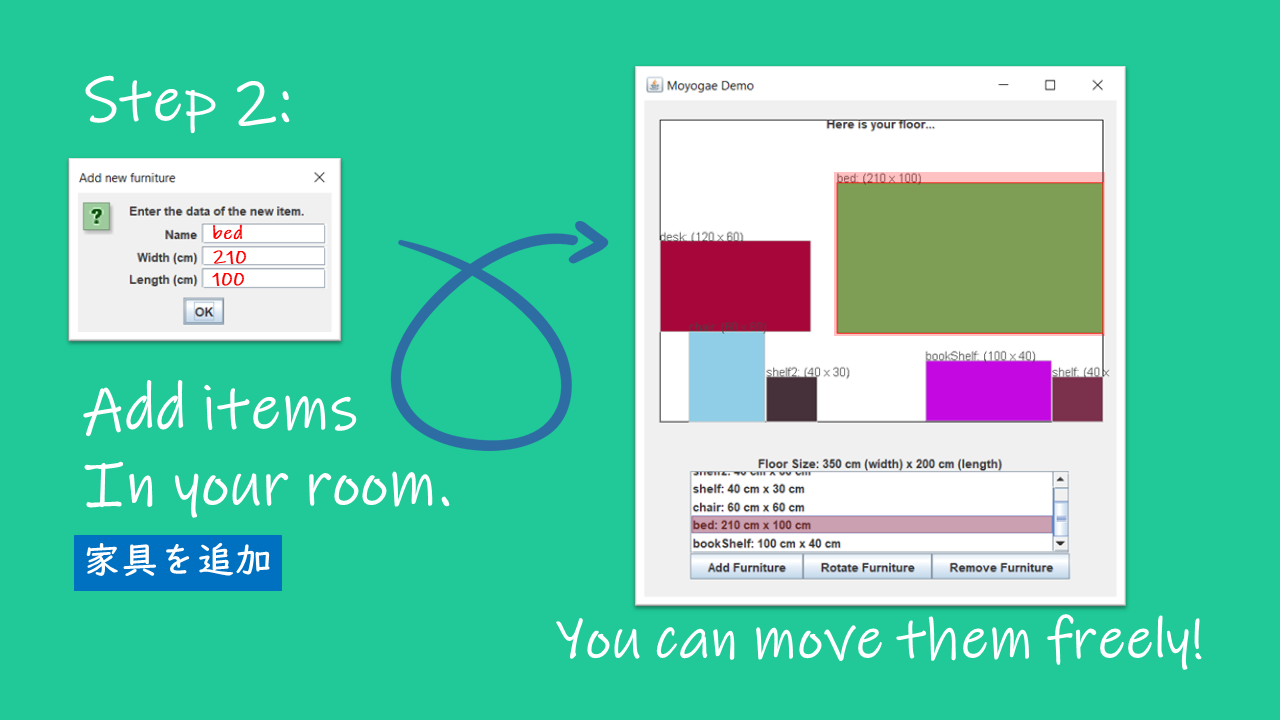 Step 2:
Add new furniture
Enter the data of the new item.
Name bed
Width (cm) 210
Length (cm) 100
OK
Add items
In your room.
家具を追加
Moyogae Demo
Here is your floor...
bed: (210 x 100)
desk: (120 x 60)
bookShelf: (100 x 40)
shelf2: (40 x 30)
shelf: (40 x
Floor Size: 350 cm (width) x 200 cm (length)
shelf2: 40 cm x 30 cm
shelf: 40 cm x 30 cm
chair: 60 cm x 60 cm
bed: 210 cm x 100 cm
bookShelf: 100 cm x 40 cm
Add Furniture
Rotate Furniture
Remove Furniture
You can move them freely!